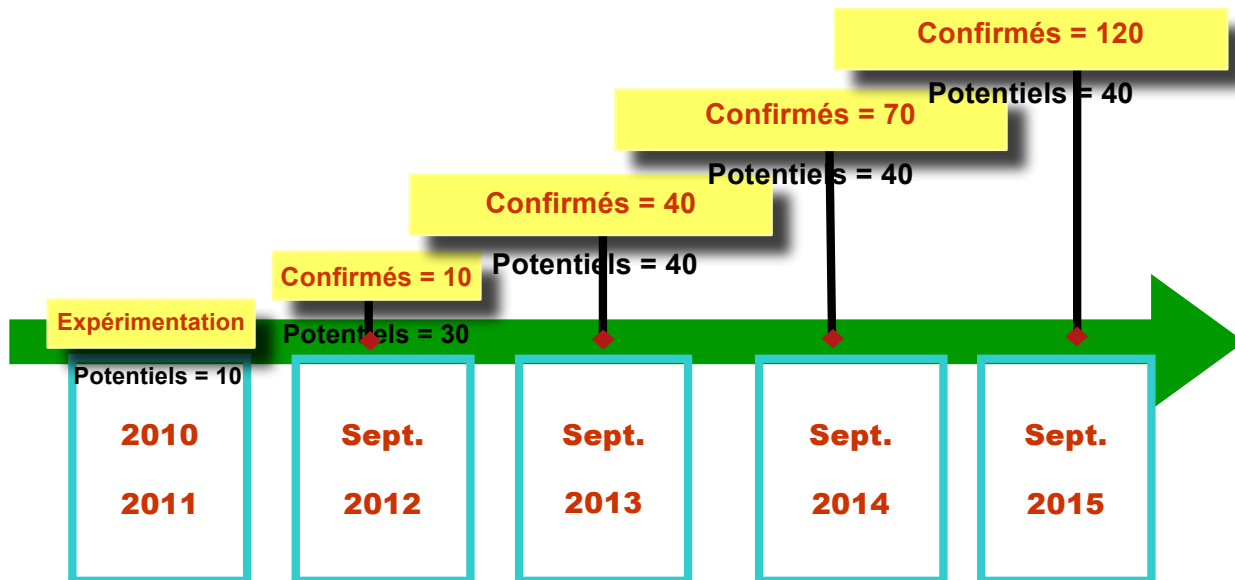 Confirmés = 120
Potentiels = 40
Confirmés = 70
Potentiels = 40
Confirmés = 40
Potentiels = 40
Confirmés = 10
Potentiels = 30
Expérimentation
Potentiels = 10
2010
2011
Sept.
2012
Sept.
2013
Sept.
2014
Sept.
2015